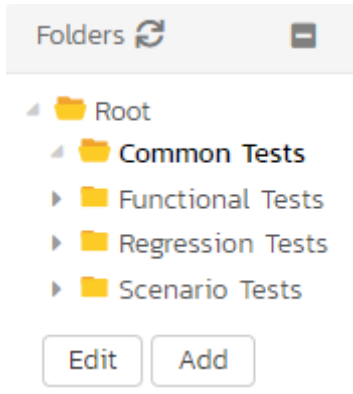 Folders
Root
Common Tests
Functional Tests
Regression Tests
Scenario Tests
Edit Add